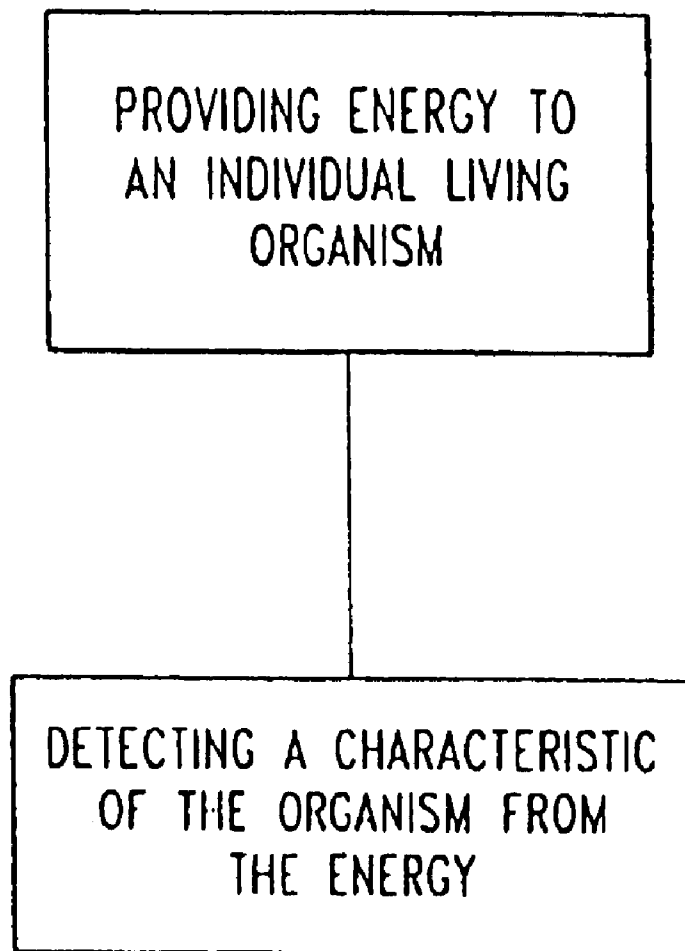 PROVIDING ENERGY TO
AN INDIVIDUAL LIVING
ORGANISM
DETECTING A CHARACTERISTIC
OF THE ORGANISM FROM
THE ENERGY